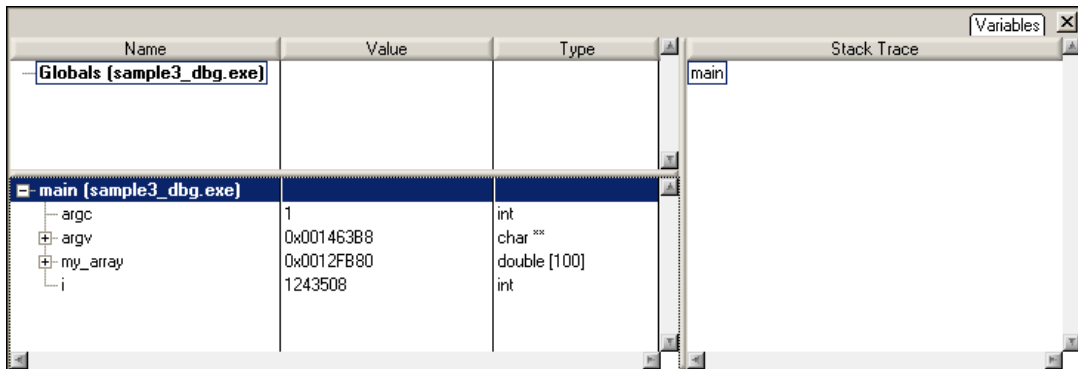 Variables
Name Value Type Stack Trace
Globals (sample3_dbg.exe) main
main (sample3_dbg.exe)
argc 1 int
argv 0x001463B8 char **
my_array 0x0012FB80 double [100]
i 1243508 int